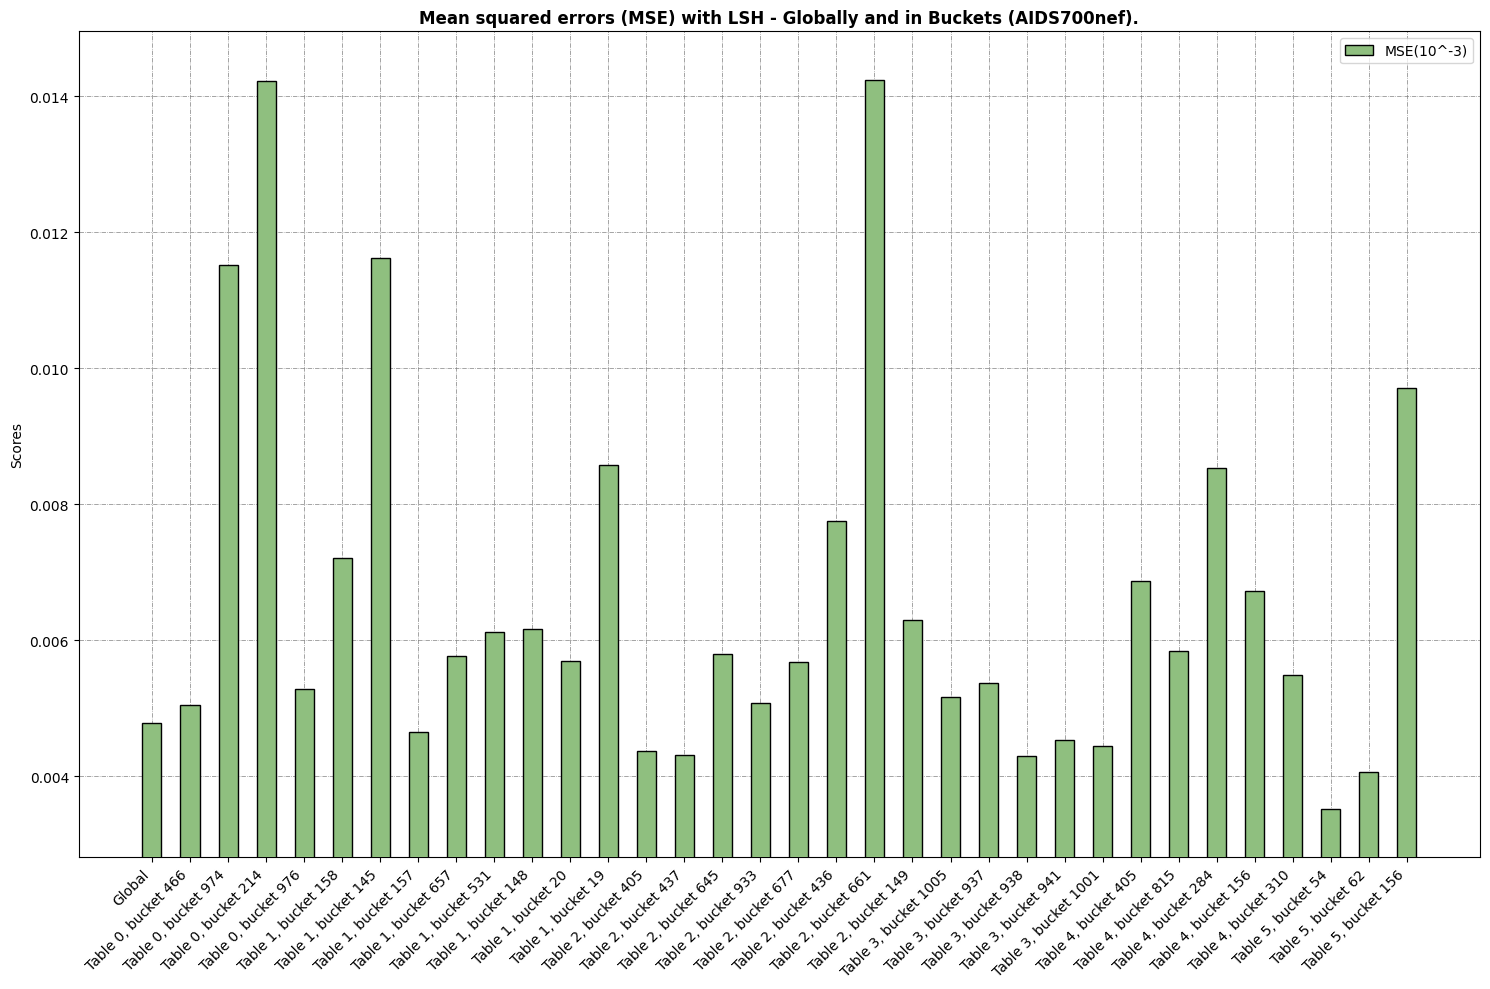 Mean squared errors (MSE) with LSH - Globally and in Buckets (AIDS700nef).
MSE(10^-3)
Scores
0.014
0.012
0.010
0.008
0.006
0.004
Global
Table 0, bucket 466
Table 0, bucket 974
Table 0, bucket 214
Table 0, bucket 976
Table 1, bucket 158
Table 1, bucket 145
Table 1, bucket 157
Table 1, bucket 657
Table 1, bucket 531
Table 1, bucket 148
Table 1, bucket 20
Table 1, bucket 19
Table 2, bucket 405
Table 2, bucket 437
Table 2, bucket 645
Table 2, bucket 933
Table 2, bucket 677
Table 2, bucket 436
Table 2, bucket 661
Table 2, bucket 149
Table 3, bucket 1005
Table 3, bucket 937
Table 3, bucket 938
Table 3, bucket 941
Table 3, bucket 1001
Table 4, bucket 405
Table 4, bucket 815
Table 4, bucket 284
Table 4, bucket 156
Table 4, bucket 310
Table 5, bucket 54
Table 5, bucket 62
Table 5, bucket 156